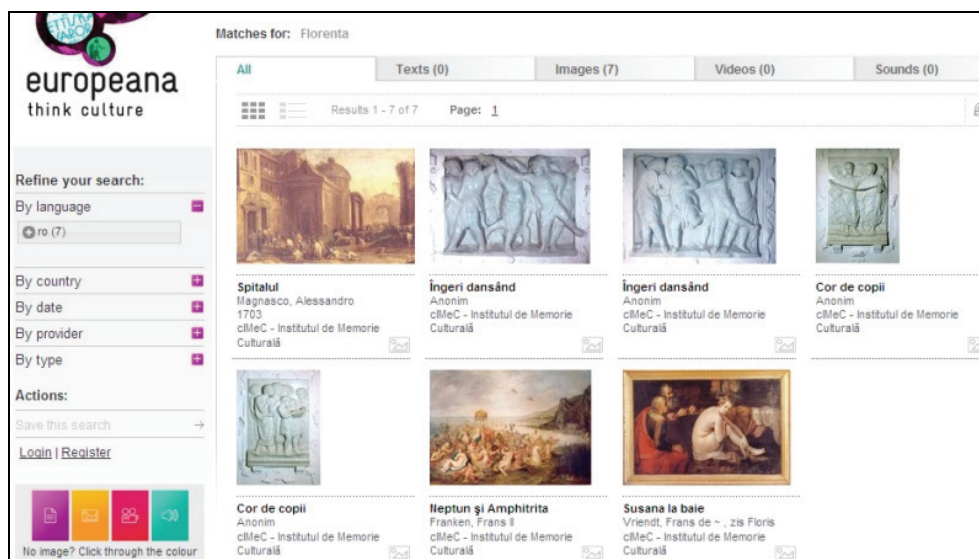 europeana
think culture
Matches for: Florenta
All
Texts (0)
Images (7)
Videos (0)
Sounds (0)
Results 1 - 7 of 7
Page: 1
Refine your search:
By language
ro (7)
By country
By date
By provider
By type
Actions:
Save this search
Login | Register
No image? Click through the colour
Spitalul
Magnasco, Alessandro
1703
cIMeC - Institutul de Memorie
Culturală
Îngeri dansând
Anonim
cIMeC - Institutul de Memorie
Culturală
Îngeri dansând
Anonim
cIMeC - Institutul de Memorie
Culturală
Cor de copii
Anonim
cIMeC - Institutul de Memorie
Culturală
Cor de copii
Anonim
cIMeC - Institutul de Memorie
Culturală
Neptun şi Amphitrita
Franken, Frans II
cIMeC - Institutul de Memorie
Culturală
Susana la baie
Vriendt, Frans de ~ , zis Floris
cIMeC - Institutul de Memorie
Culturală